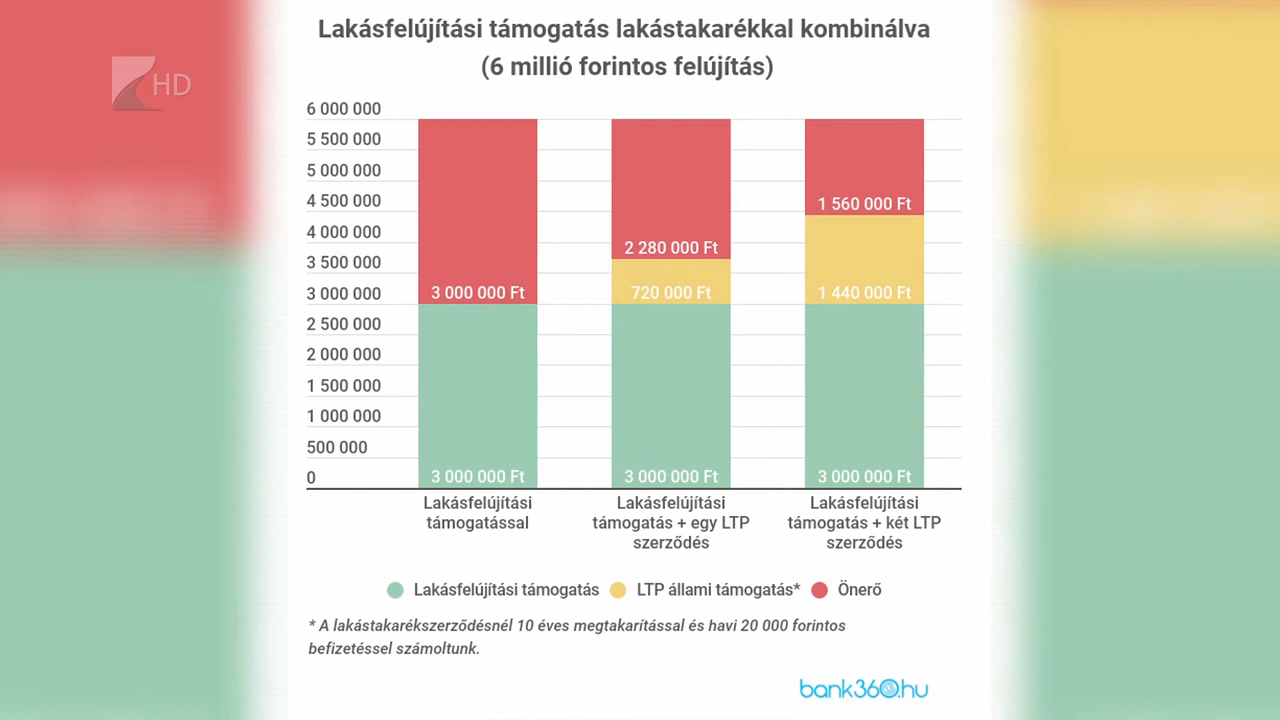 Lakásfelújítási támogatás lakástakarékkal kombinálva
(6 millió forintos felújítás)
HD
6 000 000
5 500 000
5 000 000
4 500 000
4 000 000
3 500 000
3 000 000
2 500 000
2 000 000
1 500 000
1 000 000
500 000
0
3 000 000 Ft
3 000 000 Ft
2 280 000 Ft
720 000 Ft
3 000 000 Ft
1 560 000 Ft
1 440 000 Ft
3 000 000 Ft
Lakásfelújítási
támogatással
Lakásfelújítási
támogatás + egy LTP
szerződés
Lakásfelújítási
támogatás + két LTP
szerződés
Lakásfelújítási támogatás LTP állami támogatás* Önerő
* A lakástakarékszerződésnél 10 éves megtakarítással és havi 20 000 forintos
befizetéssel számoltunk.
bank360.hu